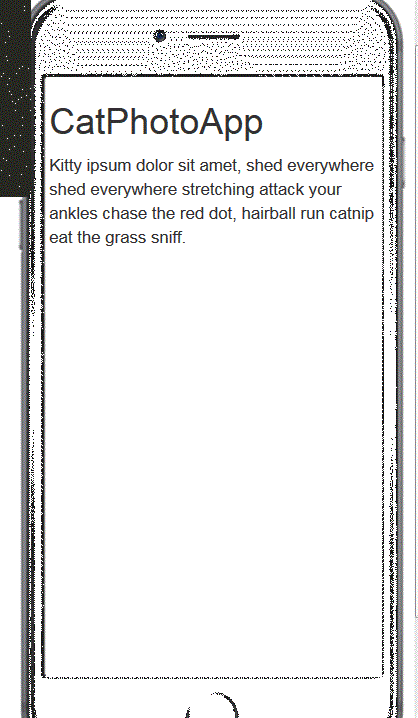 CatPhotoApp
Kitty ipsum dolor sit amet, shed everywhere
shed everywhere stretching attack your
ankles chase the red dot, hairball run catnip
eat the grass sniff.